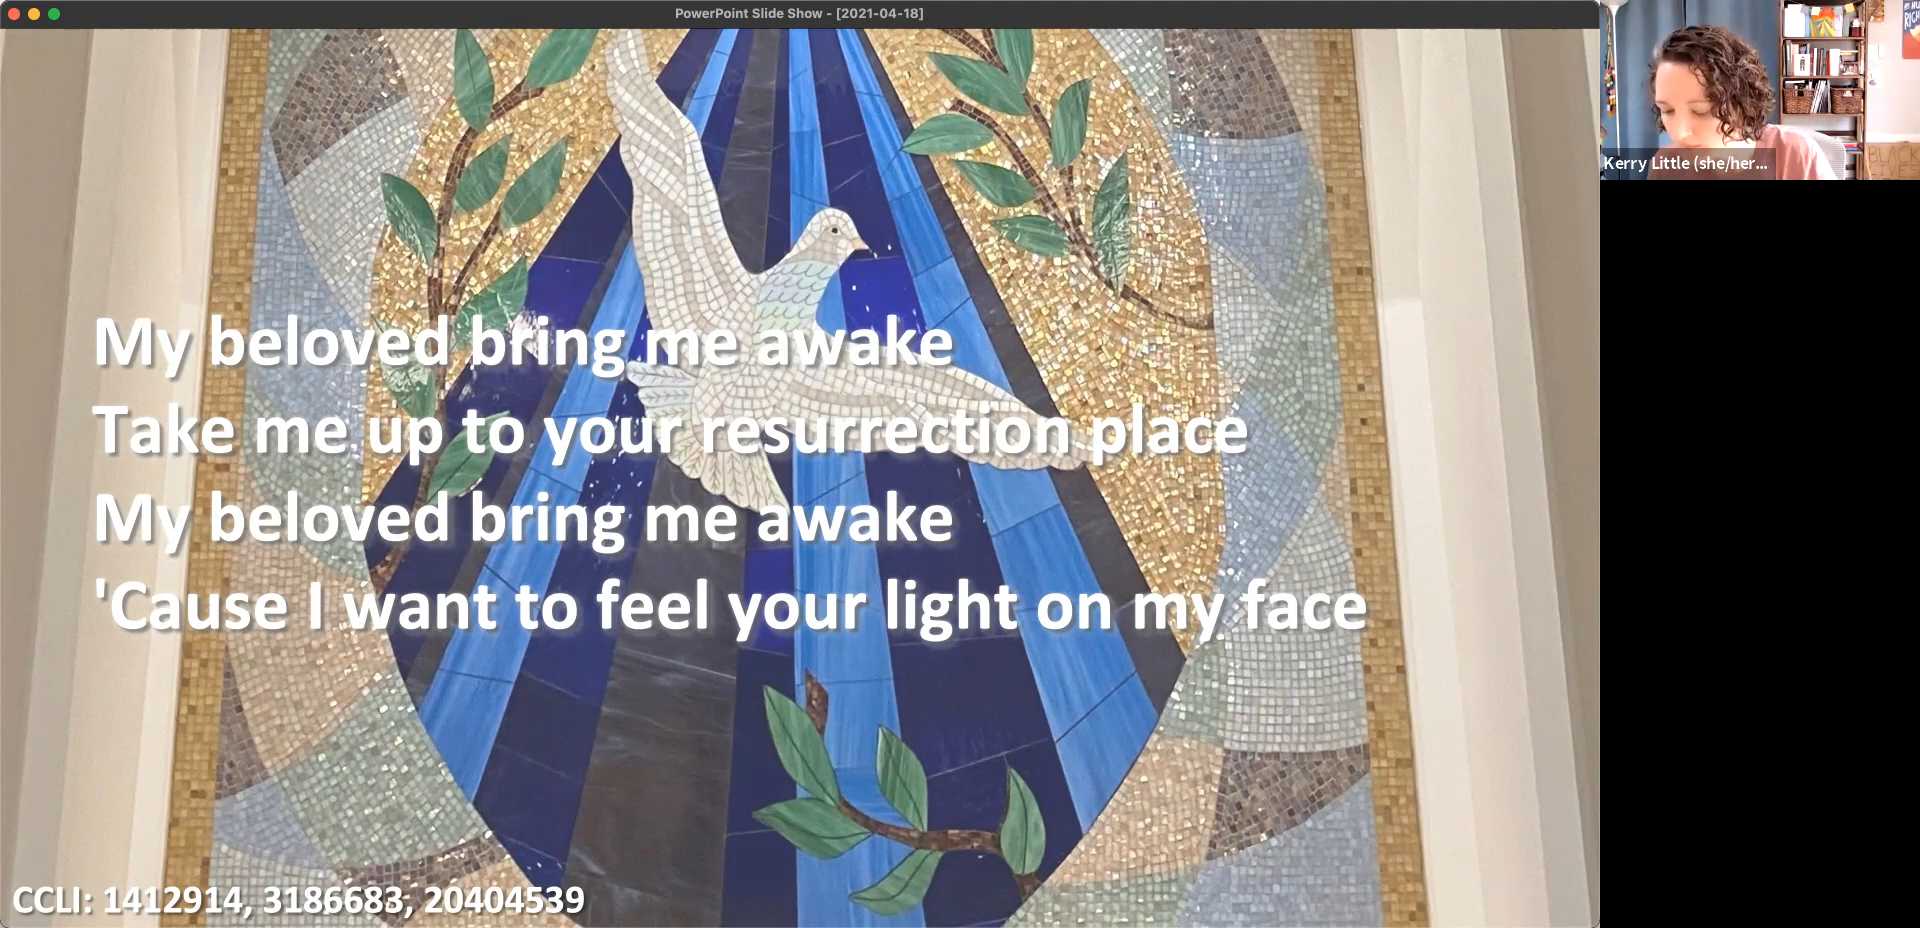 PowerPoint Slide Show - [2021-04-18]
My beloved bring me awake
Take me up to your resurrection place
My beloved bring me awake
'Cause I want to feel your light on my face
CCLI: 1412914, 3186683, 20404539
Kerry Little (she/her...
BLACK
LIVES